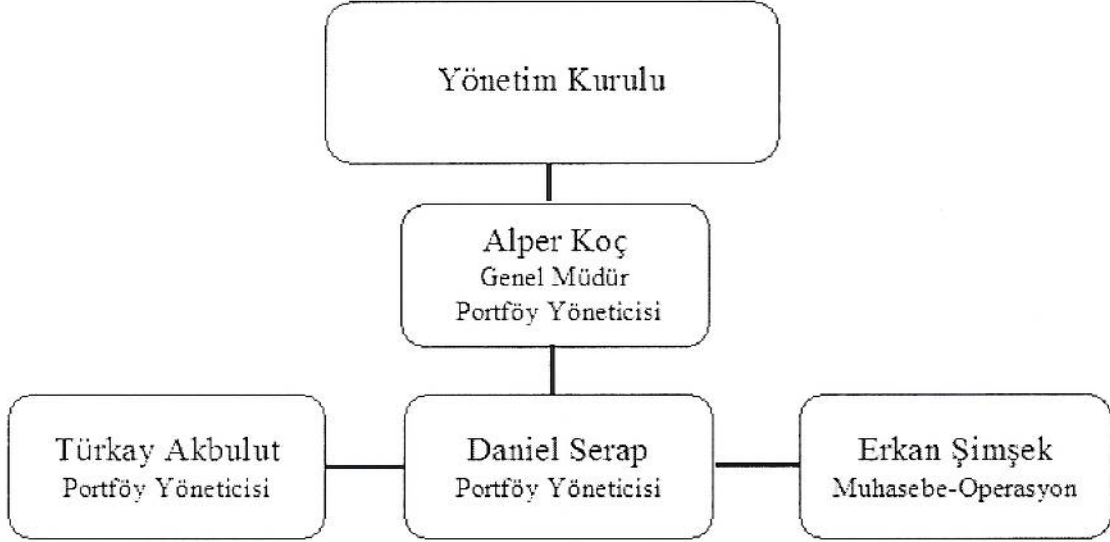 Yönetim Kurulu
Alper Koç
Genel Müdür
Portföy Yöneticisi
Türkay Akbulut
Portföy Yöneticisi
Daniel Serap
Portföy Yöneticisi
Erkan Şimşek
Muhasebe-Operasyon